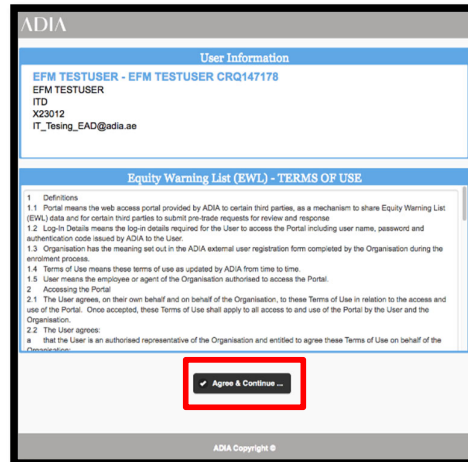 ADIA
User Information
EFM TESTUSER - EFM TESTUSER CRQ147178
EFM TESTUSER
ITD
X23012
IT_Tesing_EAD@adia.ae
Equity Warning List (EWL) - TERMS OF USE
1 Definitions
1.1 Portal means the web access portal provided by ADIA to certain third parties, as a mechanism to share Equity Warning List
(EWL) data and for certain third parties to submit pre-trade requests for review and response
1.2 Log-In Details means the log-in details required for the User to access the Portal including user name, password and
authentication code issued by ADIA to the User.
1.3 Organisation has the meaning set out in the ADIA external user registration form completed by the Organisation during the
enrolment process.
1.4 Terms of Use means these terms of use as updated by ADIA from time to time.
1.5 User means the employee or agent of the Organisation authorised to access the Portal.
2 Accessing the Portal
2.1 The User agrees, on their own behalf and on behalf of the Organisation, to these Terms of Use in relation to the access and
use of the Portal. Once accepted, these Terms of Use shall apply to all access to and use of the Portal by the User and the
Organisation.
2.2 The User agrees:
a that the User is an authorised representative of the Organisation and entitled to agree these Terms of Use on behalf of the
Organisation;
Agree & Continue ...
ADIA Copyright ©